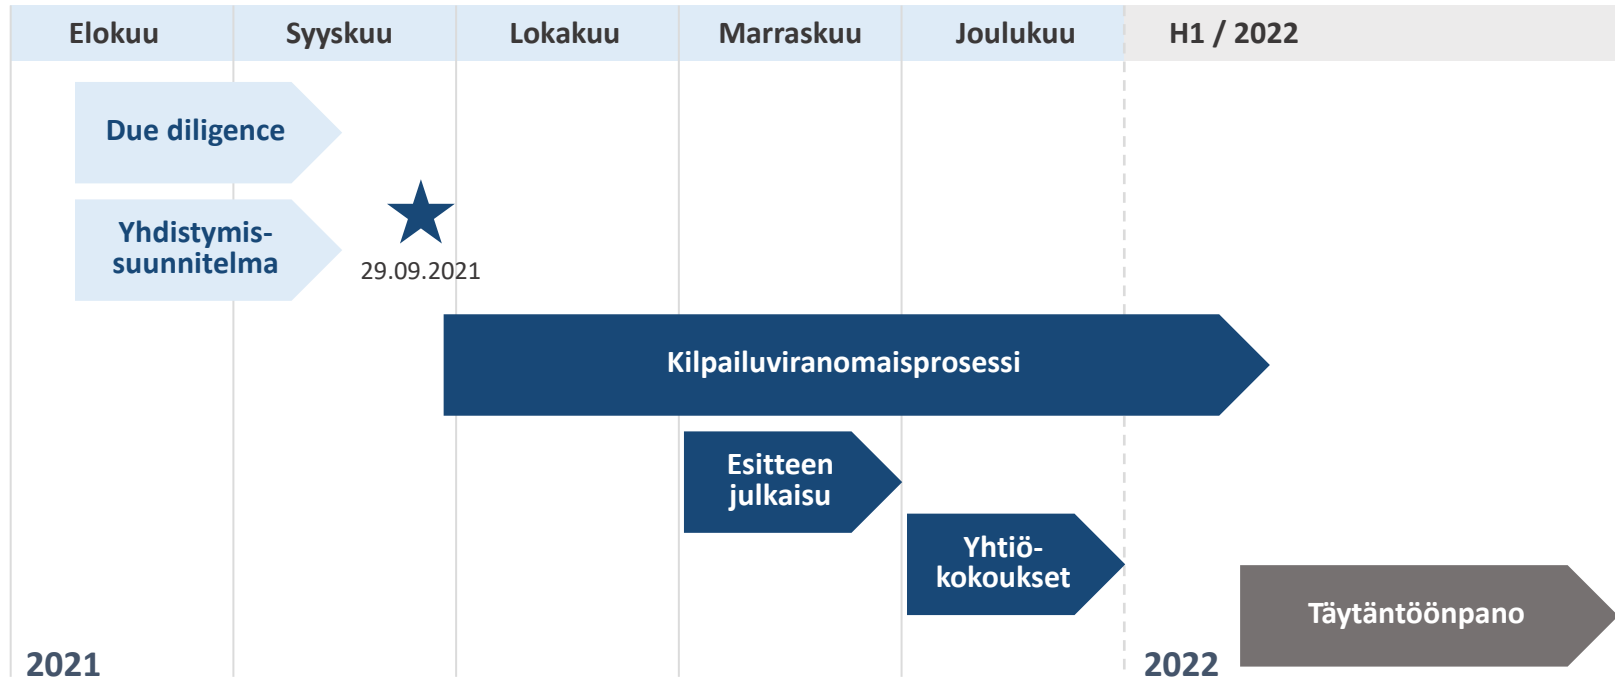 Elokuu
Syyskuu
Lokakuu
Marraskuu
Joulukuu
H1 / 2022
Due diligence
Yhdistymis-
suunnitelma
29.09.2021
Kilpailuviranomaisprosessi
Esitteen
julkaisu
Yhtiö-
kokoukset
Täytäntöönpano
2021
2022